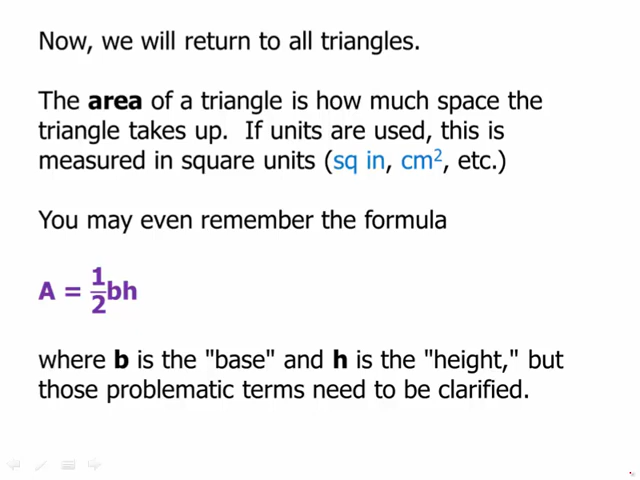 Now, we will return to all triangles.
The area of a triangle is how much space the
triangle takes up.  If units are used, this is
measured in square units (sq in, cm², etc.)
You may even remember the formula
A = 1/2 bh
where b is the "base" and h is the "height," but
those problematic terms need to be clarified.